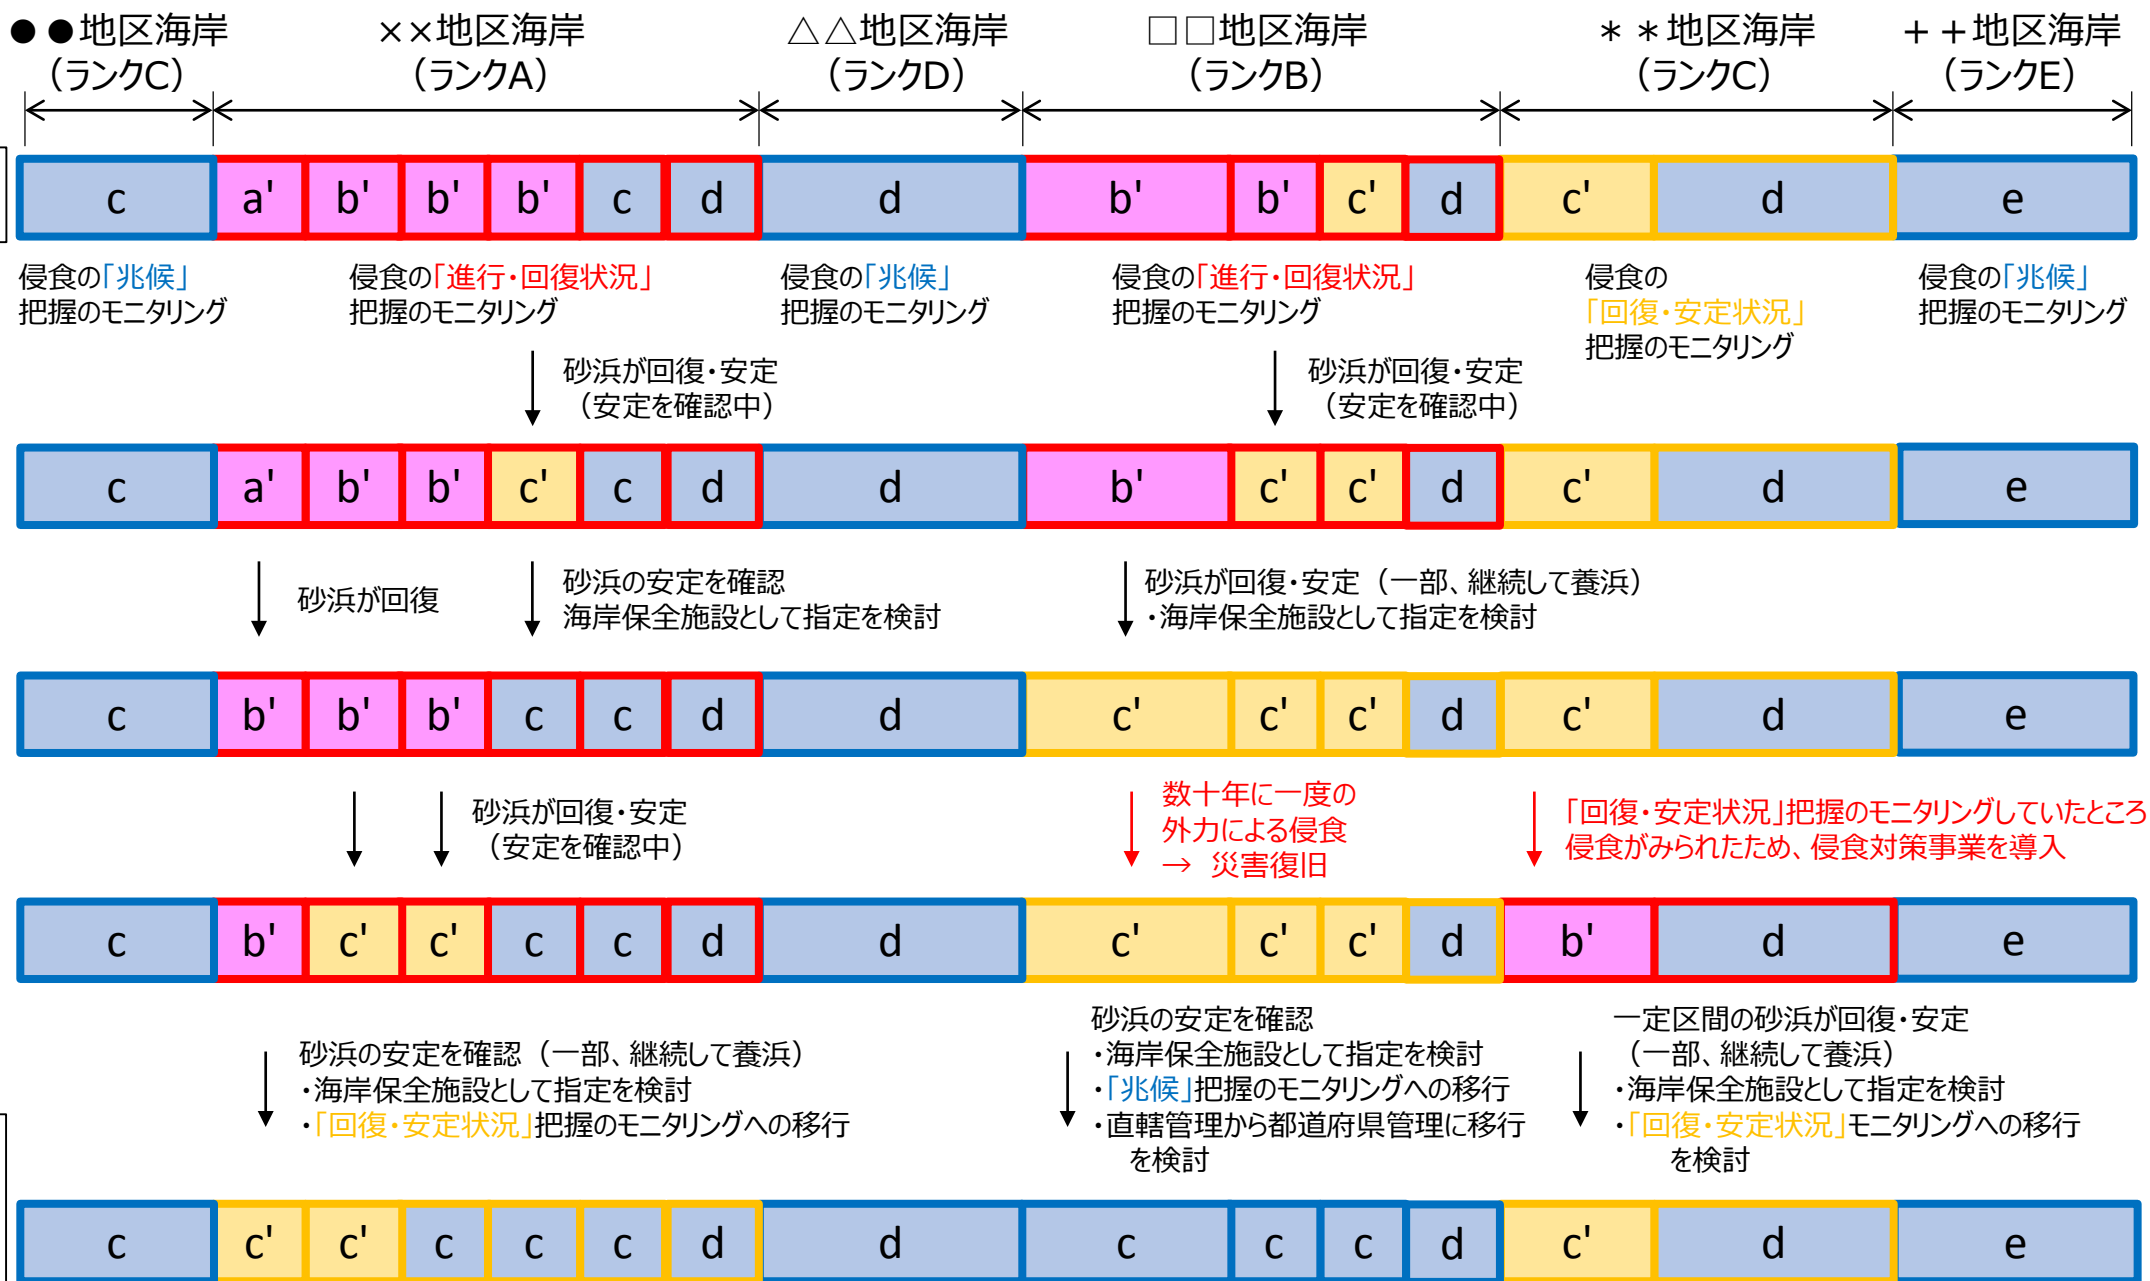 ●●地区海岸
(ランクC)
××地区海岸
(ランクA)
△△地区海岸
(ランクD)
□□地区海岸
(ランクB)
＊＊地区海岸
(ランクC)
++地区海岸
(ランクE)
c a' b' b' b' c d d b' b' c' d c' d e
侵食の「兆候」
把握のモニタリング
侵食の「進行・回復状況」
把握のモニタリング
侵食の「兆候」
把握のモニタリング
侵食の「進行・回復状況」
把握のモニタリング
侵食の
「回復・安定状況」
把握のモニタリング
侵食の「兆候」
把握のモニタリング
砂浜が回復・安定
（安定を確認中）
砂浜が回復・安定
（安定を確認中）
c a' b' b' c' c d d b' c' c' d c' d e
砂浜が回復
砂浜の安定を確認
海岸保全施設として指定を検討
砂浜が回復・安定（一部、継続して養浜）
・海岸保全施設として指定を検討
c b' b' b' c c d d c' c' c' d c' d e
砂浜が回復・安定
（安定を確認中）
数十年に一度の
外力による侵食
→ 災害復旧
「回復・安定状況」把握のモニタリングしていたところ
侵食がみられたため、侵食対策事業を導入
c b' c' c' c c d d c' c' c' d b' d e
砂浜の安定を確認（一部、継続して養浜）
・海岸保全施設として指定を検討
・「回復・安定状況」把握のモニタリングへの移行
砂浜の安定を確認
・海岸保全施設として指定を検討
・「兆候」把握のモニタリングへの移行
・直轄管理から都道府県管理に移行
を検討
一定区間の砂浜が回復・安定
（一部、継続して養浜）
・海岸保全施設として指定を検討
・「回復・安定状況」モニタリングへの移行
を検討
c c' c' c c c d d c c c d c' d e